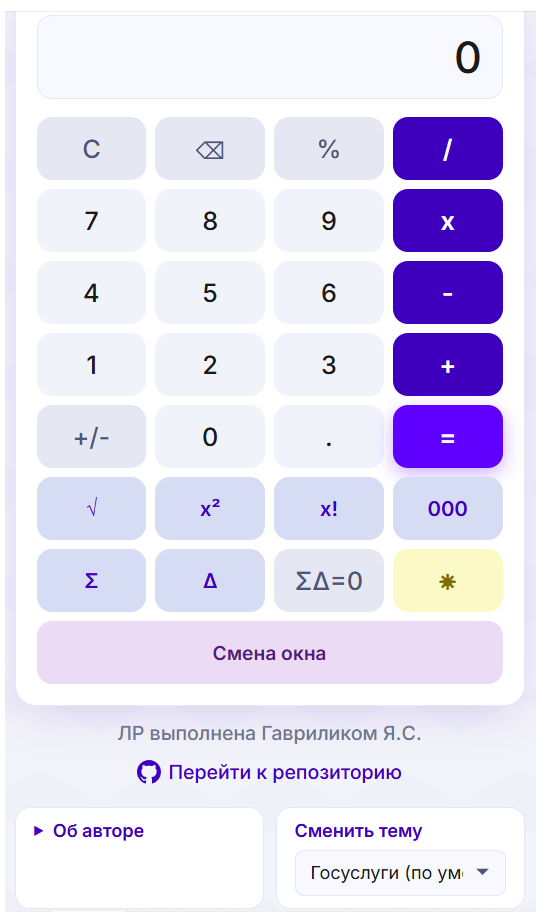 0
C ⌫ % /
7 8 9 x
4 5 6 -
1 2 3 +
+/- 0 . =
√ x² x! 000
Σ Δ ΣΔ=0
Смена окна
ЛР выполнена Гавриликом Я.С.
Перейти к репозиторию
Об авторе
Сменить тему
Госуслуги (по ум